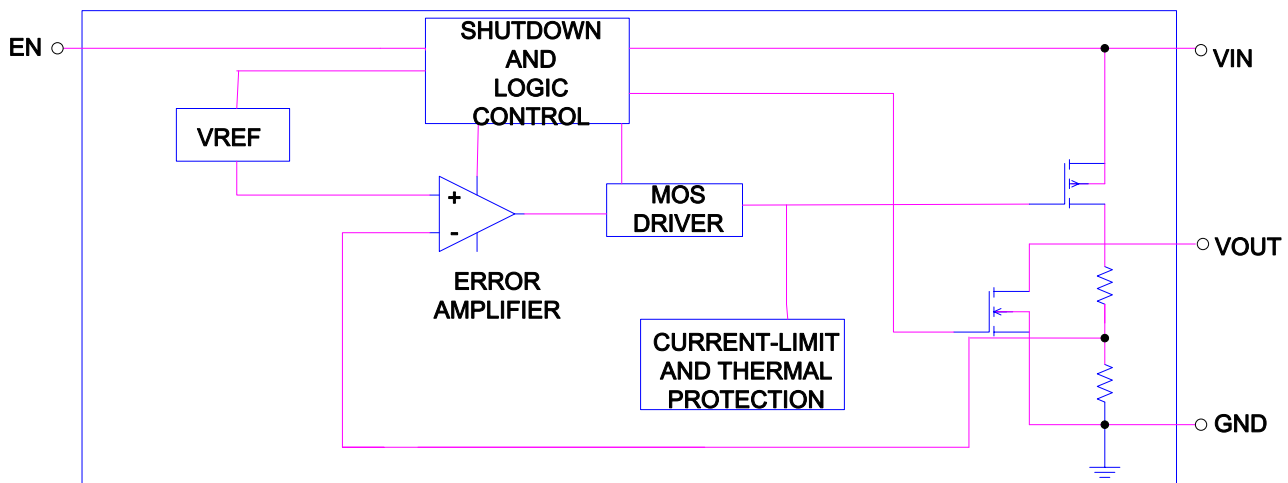 SHUTDOWN
AND
LOGIC
CONTROL
EN
VIN
VREF
+
-
MOS
DRIVER
VOUT
ERROR
AMPLIFIER
CURRENT-LIMIT
AND THERMAL
PROTECTION
GND